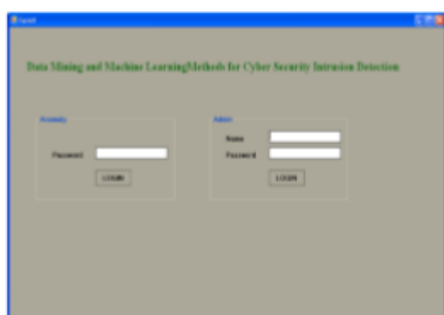 Data Mining and Machine LearningMethods for Cyber Security Intrusion Detection
Admin
Name
Password
Password
LOGIN
LOGIN